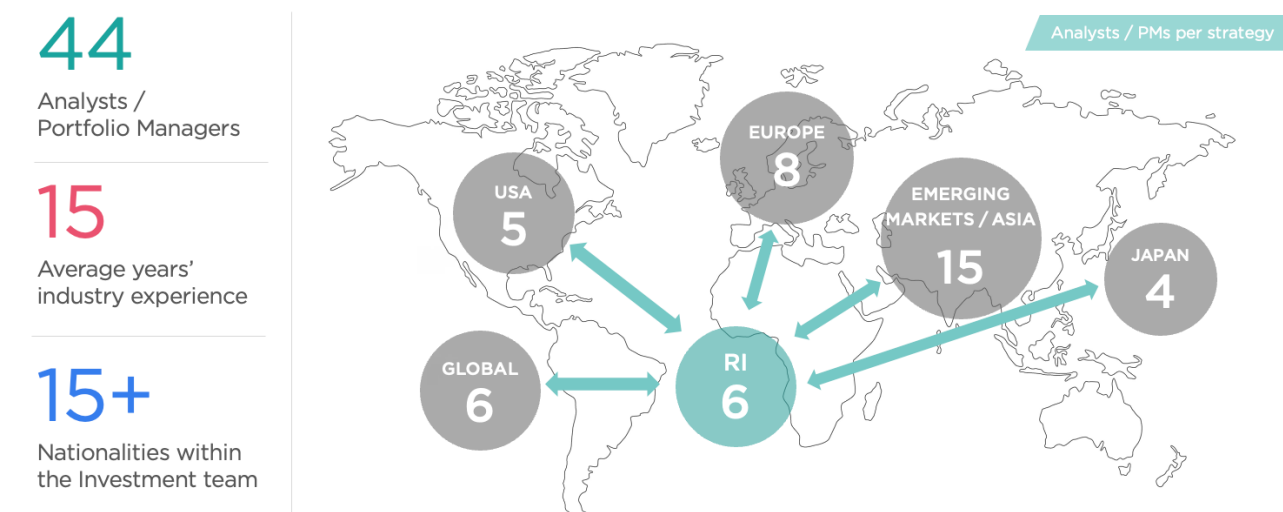 44
Analysts /
Portfolio Managers
15
Average years’
industry experience
15+
Nationalities within
the Investment team
Analysts / PMs per strategy
EUROPE
8
USA
5
EMERGING
MARKETS / ASIA
15
JAPAN
4
GLOBAL
6
RI
6